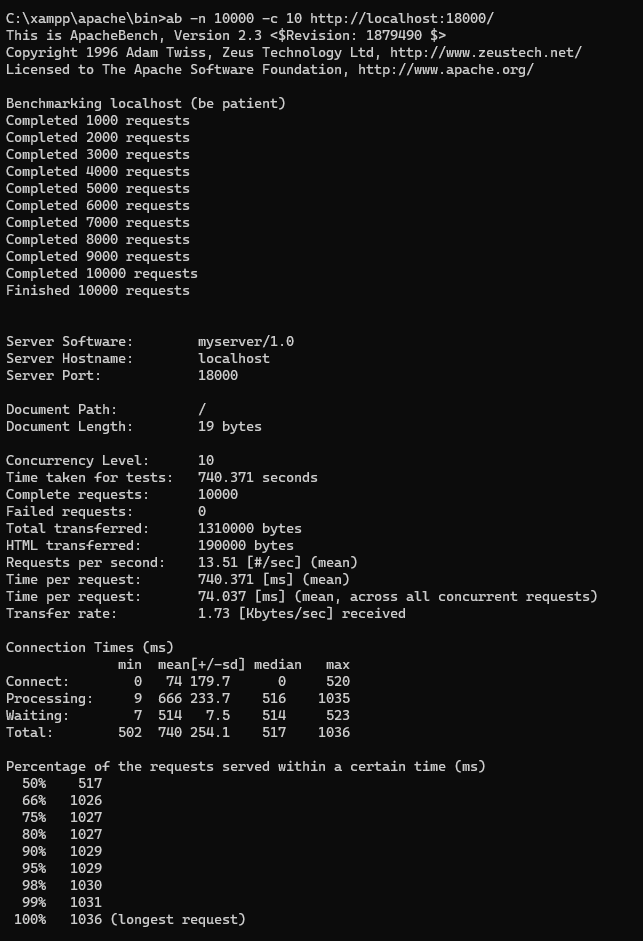 C:\xampp\apache\bin>ab -n 10000 -c 10 http://localhost:18000/
This is ApacheBench, Version 2.3 <$Revision: 1879490 $>
Copyright 1996 Adam Twiss, Zeus Technology Ltd, http://www.zeustech.net/
Licensed to The Apache Software Foundation, http://www.apache.org/

Benchmarking localhost (be patient)
Completed 1000 requests
Completed 2000 requests
Completed 3000 requests
Completed 4000 requests
Completed 5000 requests
Completed 6000 requests
Completed 7000 requests
Completed 8000 requests
Completed 9000 requests
Completed 10000 requests
Finished 10000 requests


Server Software:        myserver/1.0
Server Hostname:        localhost
Server Port:            18000

Document Path:          /
Document Length:        19 bytes

Concurrency Level:      10
Time taken for tests:   740.371 seconds
Complete requests:      10000
Failed requests:        0
Total transferred:      1310000 bytes
HTML transferred:       190000 bytes
Requests per second:    13.51 [#/sec] (mean)
Time per request:       740.371 [ms] (mean)
Time per request:       74.037 [ms] (mean, across all concurrent requests)
Transfer rate:          1.73 [Kbytes/sec] received

Connection Times (ms)
              min  mean[+/-sd] median   max
Connect:        0   74 179.7      0     520
Processing:     9  666 233.7    516    1035
Waiting:        7  514   7.5    514     523
Total:        502  740 254.1    517    1036

Percentage of the requests served within a certain time (ms)
  50%    517
  66%   1026
  75%   1027
  80%   1027
  90%   1029
  95%   1029
  98%   1030
  99%   1031
 100%   1036 (longest request)